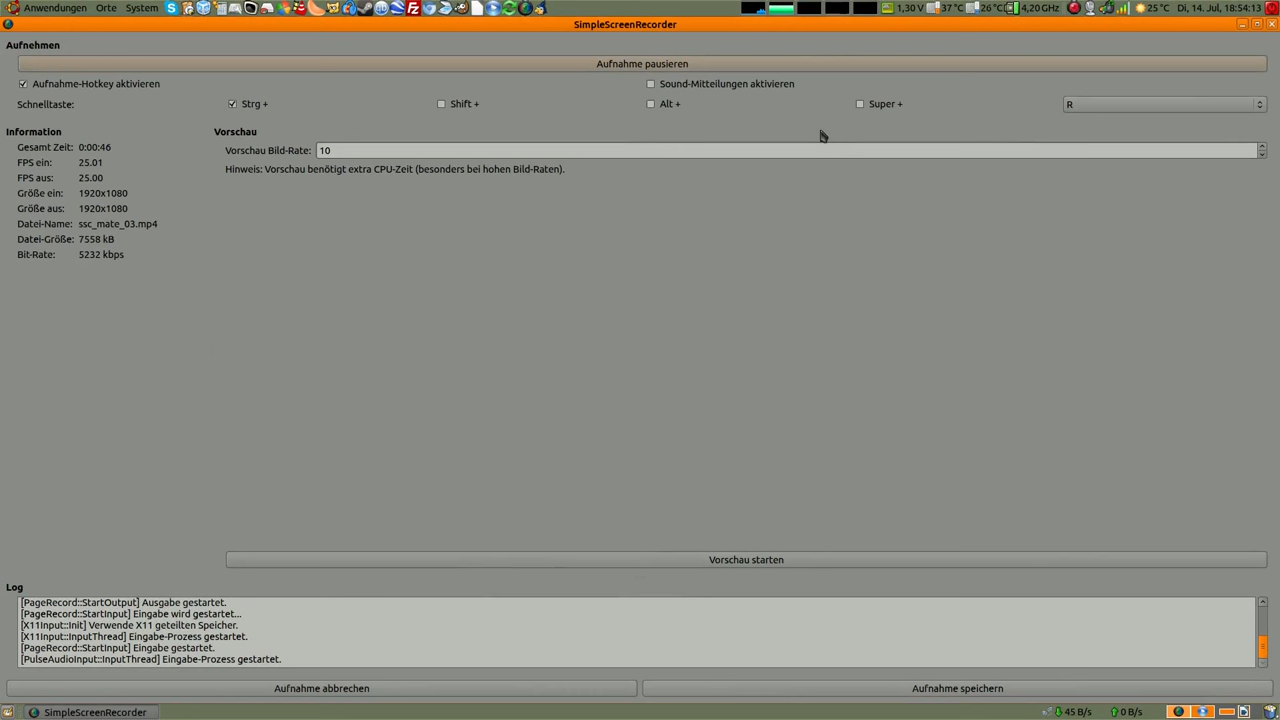 Anwendungen Orte System 1,30 V 37 °C 26 °C 4,20 GHz 25 °C Di, 14. Jul, 18:54:13
SimpleScreenRecorder
Aufnehmen
Aufnahme pausieren
Aufnahme-Hotkey aktivieren Sound-Mitteilungen aktivieren
Schnelltaste: Strg + Shift + Alt + Super + R
Information Vorschau
Gesamt Zeit: 0:00:46 Vorschau Bild-Rate: 10
FPS ein: 25.01 Hinweis: Vorschau benötigt extra CPU-Zeit (besonders bei hohen Bild-Raten).
FPS aus: 25.00
Größe ein: 1920x1080
Größe aus: 1920x1080
Datei-Name: ssc_mate_03.mp4
Datei-Größe: 7558 kB
Bit-Rate: 5232 kbps
Vorschau starten
Log
[PageRecord::StartOutput] Ausgabe gestartet.
[PageRecord::StartInput] Eingabe wird gestartet...
[X11Input::Init] Verwende X11 geteilten Speicher.
[X11Input::InputThread] Eingabe-Prozess gestartet.
[PageRecord::StartInput] Eingabe gestartet.
[PulseAudioInput::InputThread] Eingabe-Prozess gestartet.
Aufnahme abbrechen Aufnahme speichern
SimpleScreenRecorder 45 B/s 0 B/s